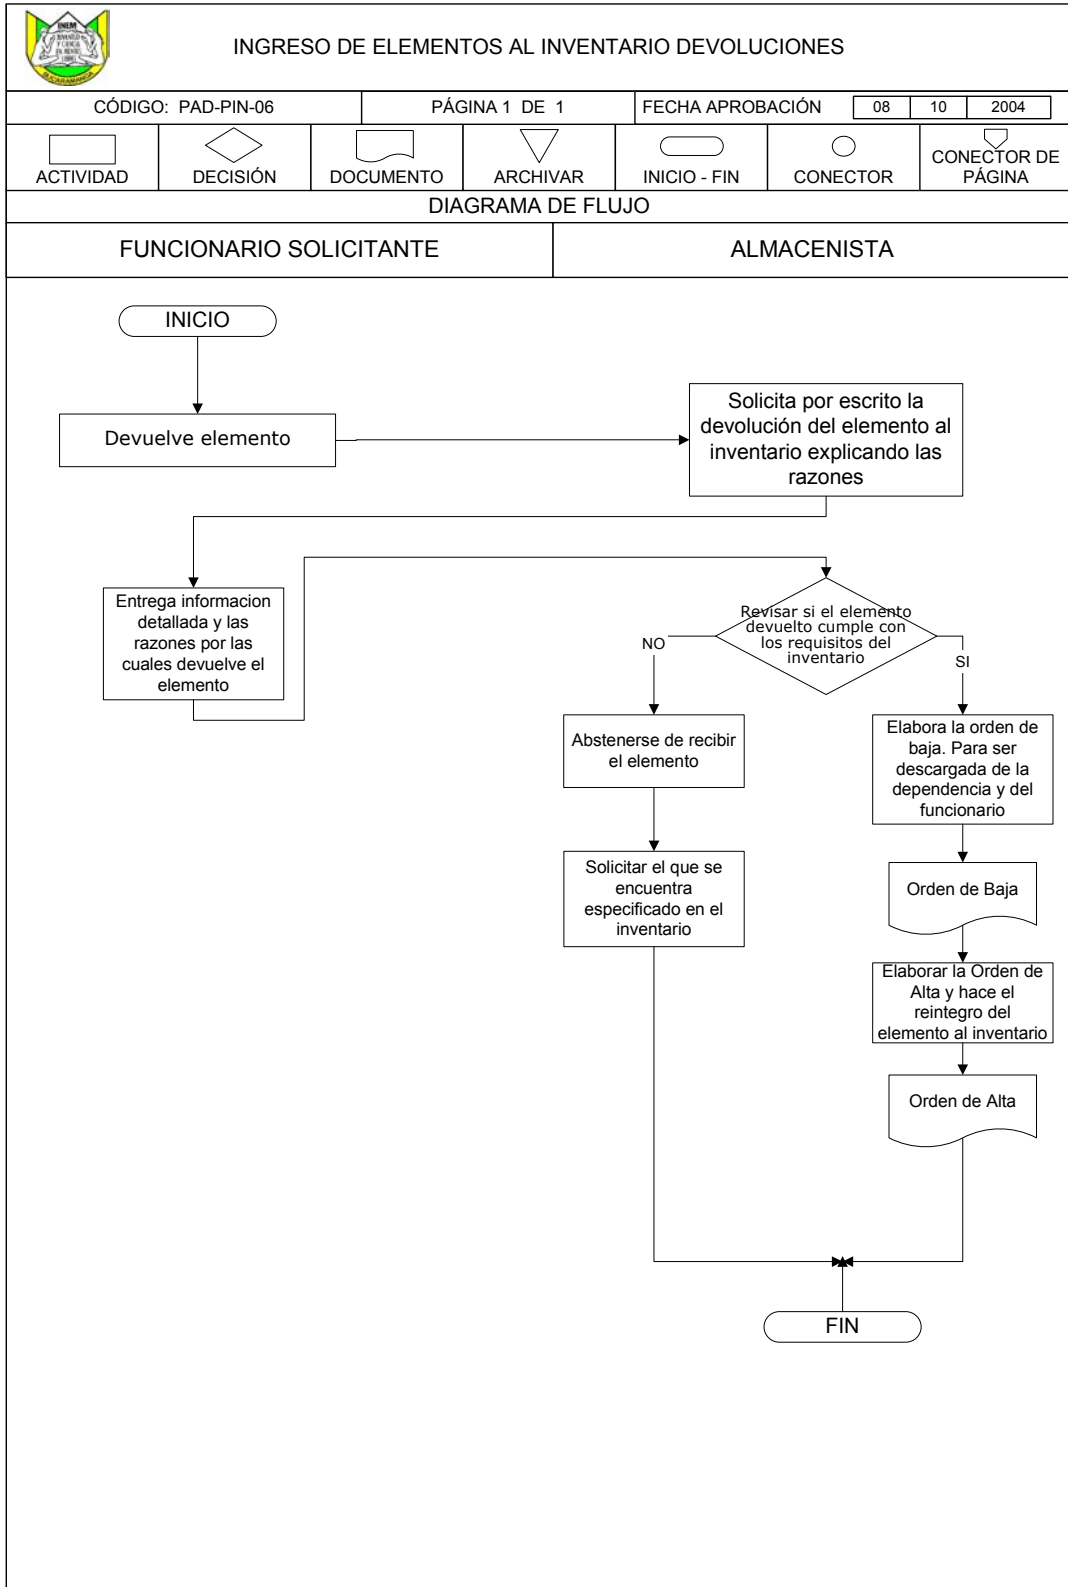 INEM
JUVENTUD
Y CIENCIA
BUCARAMANGA
INGRESO DE ELEMENTOS AL INVENTARIO DEVOLUCIONES
CÓDIGO: PAD-PIN-06
PÁGINA 1 DE 1
FECHA APROBACIÓN
08
10
2004
ACTIVIDAD
DECISIÓN
DOCUMENTO
ARCHIVAR
INICIO - FIN
CONECTOR
CONECTOR DE
PÁGINA
DIAGRAMA DE FLUJO
FUNCIONARIO SOLICITANTE
ALMACENISTA
INICIO
Devuelve elemento
Solicita por escrito la
devolución del elemento al
inventario explicando las
razones
Entrega informacion
detallada y las
razones por las
cuales devuelve el
elemento
Revisar si el elemento
devuelto cumple con
los requisitos del
inventario
NO
SI
Abstenerse de recibir
el elemento
Elabora la orden de
baja. Para ser
descargada de la
dependencia y del
funcionario
Solicitar el que se
encuentra
especificado en el
inventario
Orden de Baja
Elaborar la Orden de
Alta y hace el
reintegro del
elemento al inventario
Orden de Alta
FIN